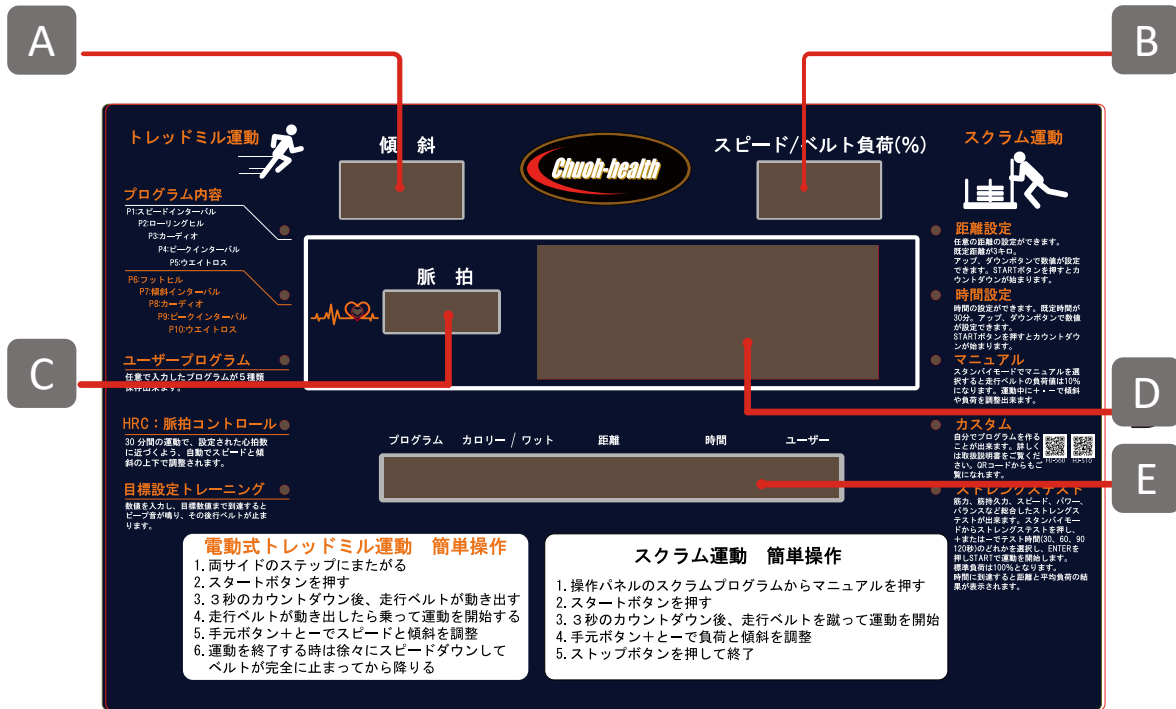 A
B
トレッドミル運動
傾 斜
Chuoh-health
スピード/ベルト負荷(%)
スクラム運動
プログラム内容
P1:スピードインターバル
P2:ローリングヒル
P3:カーディオ
P4:ピークインターバル
P5:ウエイトロス
P6:フットヒル
P7:傾斜インターバル
P8:カーディオ
P9:ピークインターバル
P10:ウエイトロス
ユーザープログラム
任意で入力したプログラムが5種類
保存出来ます。
C
HRC：脈拍コントロール
30 分間の運動で、設定された心拍数
に近づくよう、自動でスピードと傾
斜の上下で調整されます。
目標設定トレーニング
数値を入力し、目標数値まで到達すると
ビープ音が鳴り、その後行ベルトが止ま
ります。
脈 拍
プログラム カロリー / ワット 距離 時間 ユーザー
距離設定
任意の距離の設定ができます。
既定距離が3キロ。
アップ、ダウンボタンで数値が設定
できます。STARTボタンを押すとカ
ウントダウンが始まります。
時間設定
時間の設定ができます。既定時間が
30分。アップ、ダウンボタンで数値
が設定できます。
STARTボタンを押すとカウントダウ
ンが始まります。
マニュアル
スタンバイモードでマニュアルを選
択すると走行ベルトの負荷値は10%
になります。運動中に＋・ーで傾斜
や負荷を調整出来ます。
D
カスタム
自分でプログラムを作る
ことが出来ます。詳しく
は取扱説明書をご覧くだ
さい。QRコードからもご
覧になれます。
HJ-560 HJ-510
E
ストレングステスト
筋力、筋持久力、スピード、パワー、
バランスなど総合したストレングス
テストが出来ます。スタンバイモー
ドからストレングステストを押し、
＋またはーでテスト時間(30、60、90
120秒)のどれかを選択し、ENTERを
押しSTARTで運動を開始します。
標準負荷は100%となります。
時間に到達すると距離と平均負荷の結
果が表示されます。
電動式トレッドミル運動 簡単操作
1. 両サイドのステップにまたがる
2. スタートボタンを押す
3. ３秒のカウントダウン後、走行ベルトが動き出す
4. 走行ベルトが動き出したら乗って運動を開始する
5. 手元ボタン＋とーでスピードと傾斜を調整
6. 運動を終了する時は徐々にスピードダウンして
ベルトが完全に止まってから降りる
スクラム運動 簡単操作
1. 操作パネルのスクラムプログラムからマニュアルを押す
2. スタートボタンを押す
3. ３秒のカウントダウン後、走行ベルトを蹴って運動を開始
4. 手元ボタン＋とーで負荷と傾斜を調整
5. ストップボタンを押して終了